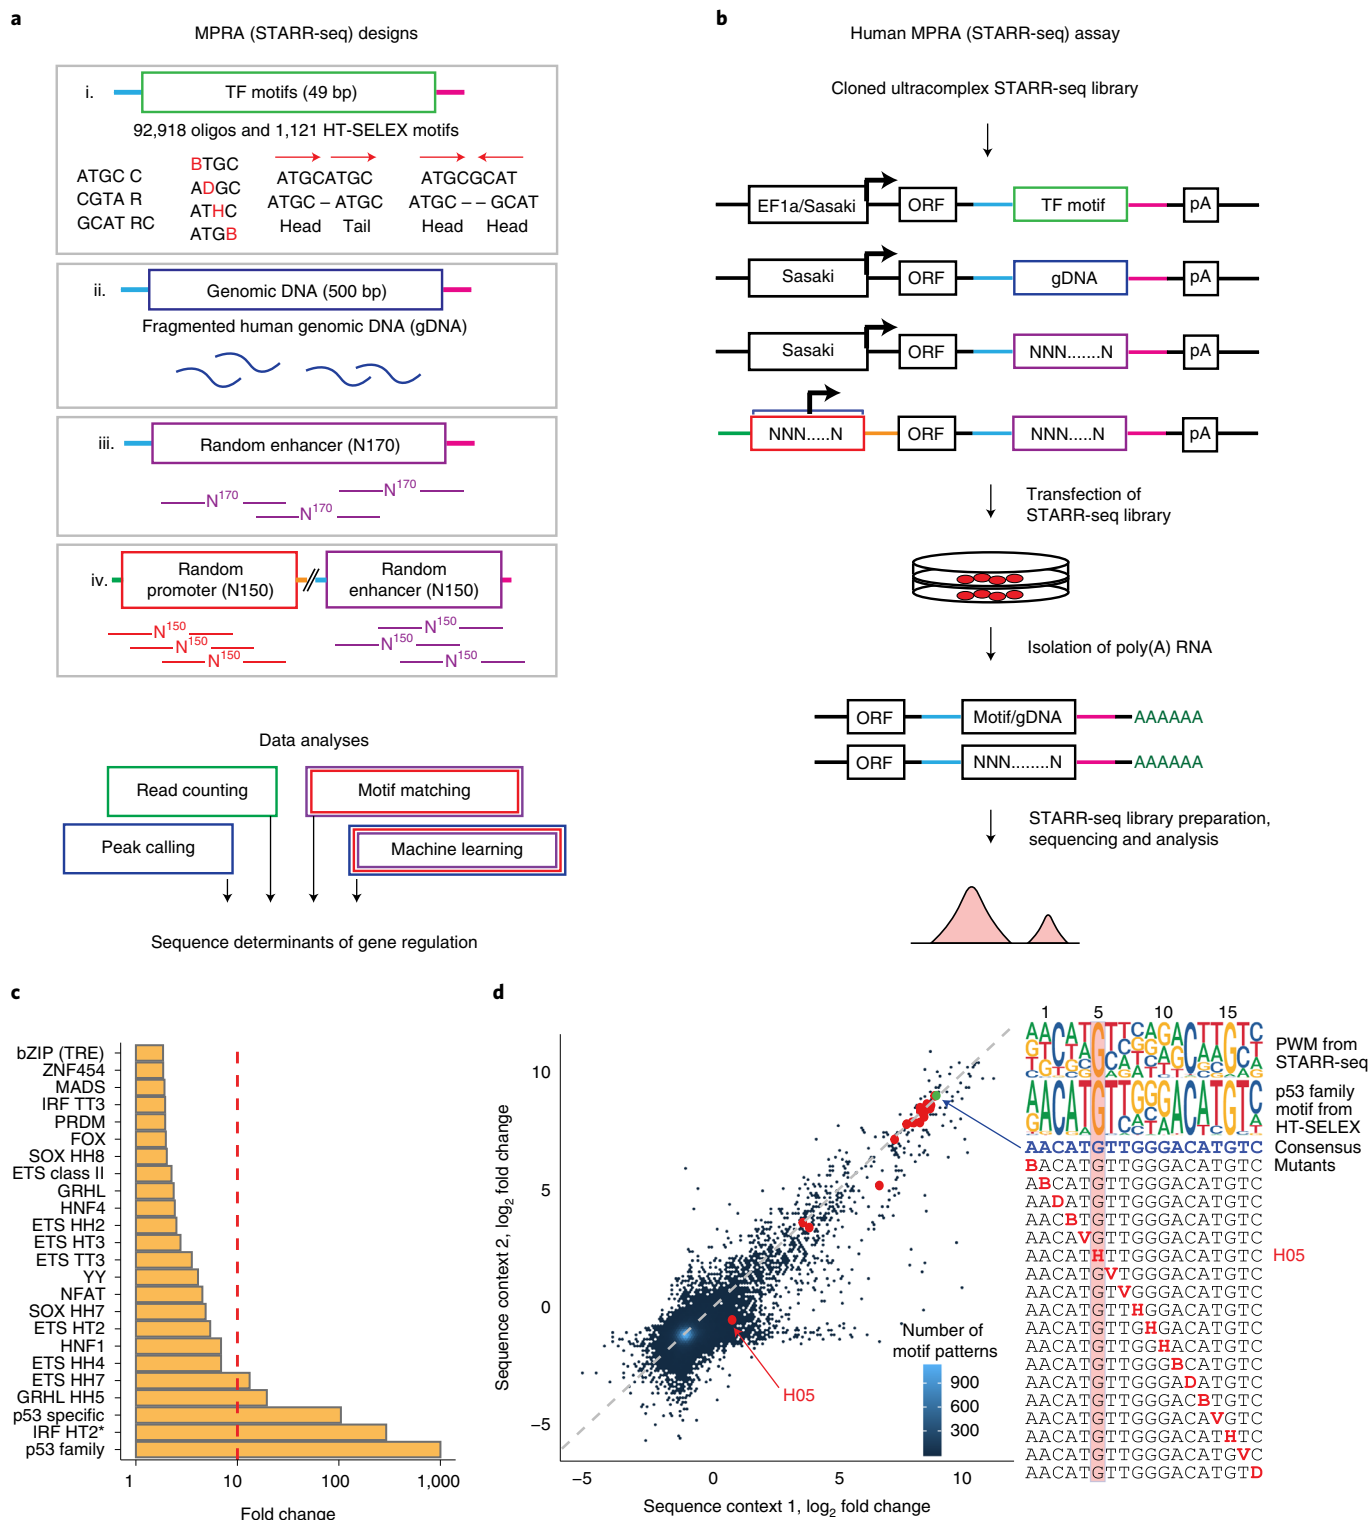 a
MPRA (STARR-seq) designs
i.
TF motifs (49 bp)
92,918 oligos and 1,121 HT-SELEX motifs
ATGC C
CGTA R
GCAT RC
BTGC
ADGC
ATHC
ATGB
ATGCATGC
ATGC – ATGC
Head Tail
ATGCGCAT
ATGC – – GCAT
Head Head
ii.
Genomic DNA (500 bp)
Fragmented human genomic DNA (gDNA)
iii.
Random enhancer (N170)
N170
N170
N170
iv.
Random
promoter (N150)
Random
enhancer (N150)
N150
N150
N150
N150
N150
N150
Data analyses
Read counting
Motif matching
Peak calling
Machine learning
Sequence determinants of gene regulation
b
Human MPRA (STARR-seq) assay
Cloned ultracomplex STARR-seq library
EF1a/Sasaki ORF TF motif pA
Sasaki ORF gDNA pA
Sasaki ORF NNN.......N pA
NNN.....N ORF NNN.....N pA
Transfection of
STARR-seq library
Isolation of poly(A) RNA
ORF Motif/gDNA AAAAAA
ORF NNN........N AAAAAA
STARR-seq library preparation,
sequencing and analysis
c
bZIP (TRE)
ZNF454
MADS
IRF TT3
PRDM
FOX
SOX HH8
ETS class II
GRHL
HNF4
ETS HH2
ETS HT3
ETS TT3
YY
NFAT
SOX HH7
ETS HT2
HNF1
ETS HH4
ETS HH7
GRHL HH5
p53 specific
IRF HT2*
p53 family
1 10 100 1,000
Fold change
d
Sequence context 2, log2 fold change
10
5
0
−5
−5 0 5 10
Sequence context 1, log2 fold change
H05
Number of
motif patterns
900
600
300
1 5 10 15
PWM from
STARR-seq
p53 family
motif from
HT-SELEX
AACATGTTGGGACATGTC Consensus
Mutants
BACATGTTGGGACATGTC
ABCATGTTGGGACATGTC
AADATGTTGGGACATGTC
AACBTGTTGGGACATGTC
AACAVGTTGGGACATGTC
AACATHTTGGGACATGTC H05
AACATGVTGGGACATGTC
AACATGTVGGGACATGTC
AACATGTTHGGACATGTC
AACATGTTGHGACATGTC
AACATGTTGGHACATGTC
AACATGTTGGGBCATGTC
AACATGTTGGGADATGTC
AACATGTTGGGACBTGTC
AACATGTTGGGACAVGTC
AACATGTTGGGACATHTC
AACATGTTGGGACATGVC
AACATGTTGGGACATGTD